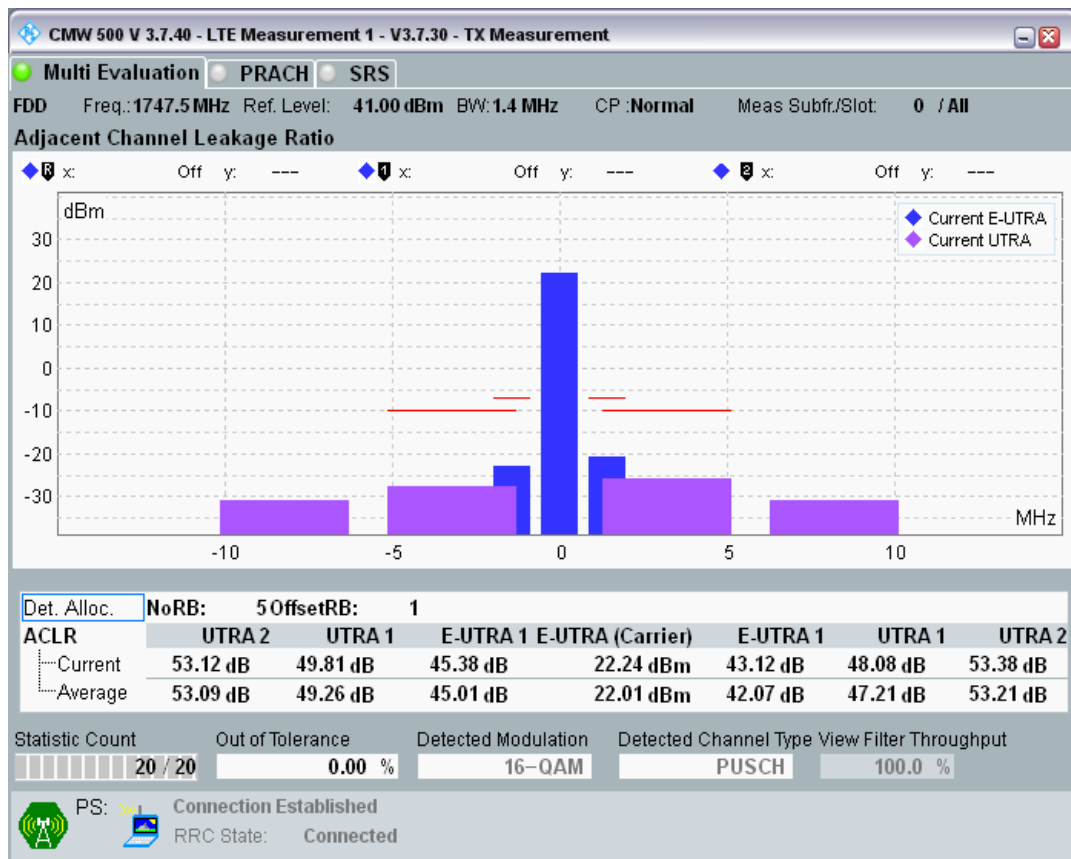 CMW 500 V 3.7.40 - LTE Measurement 1 - V3.7.30 - TX Measurement
Multi Evaluation PRACH SRS
FDD Freq.: 1747.5 MHz Ref. Level: 41.00 dBm BW: 1.4 MHz CP :Normal Meas Subfr./Slot: 0 / All
Adjacent Channel Leakage Ratio
R x: Off y: --- 1 x: Off y: --- 2 x: Off y: ---
dBm
Current E-UTRA
Current UTRA
30
20
10
0
-10
-20
-30
MHz
-10 -5 0 5 10
Det. Alloc. NoRB: 5 OffsetRB: 1
ACLR UTRA 2 UTRA 1 E-UTRA 1 E-UTRA (Carrier) E-UTRA 1 UTRA 1 UTRA 2
Current 53.12 dB 49.81 dB 45.38 dB 22.24 dBm 43.12 dB 48.08 dB 53.38 dB
Average 53.09 dB 49.26 dB 45.01 dB 22.01 dBm 42.07 dB 47.21 dB 53.21 dB
Statistic Count Out of Tolerance Detected Modulation Detected Channel Type View Filter Throughput
20 / 20 0.00 % 16-QAM PUSCH 100.0 %
PS: Connection Established
RRC State: Connected